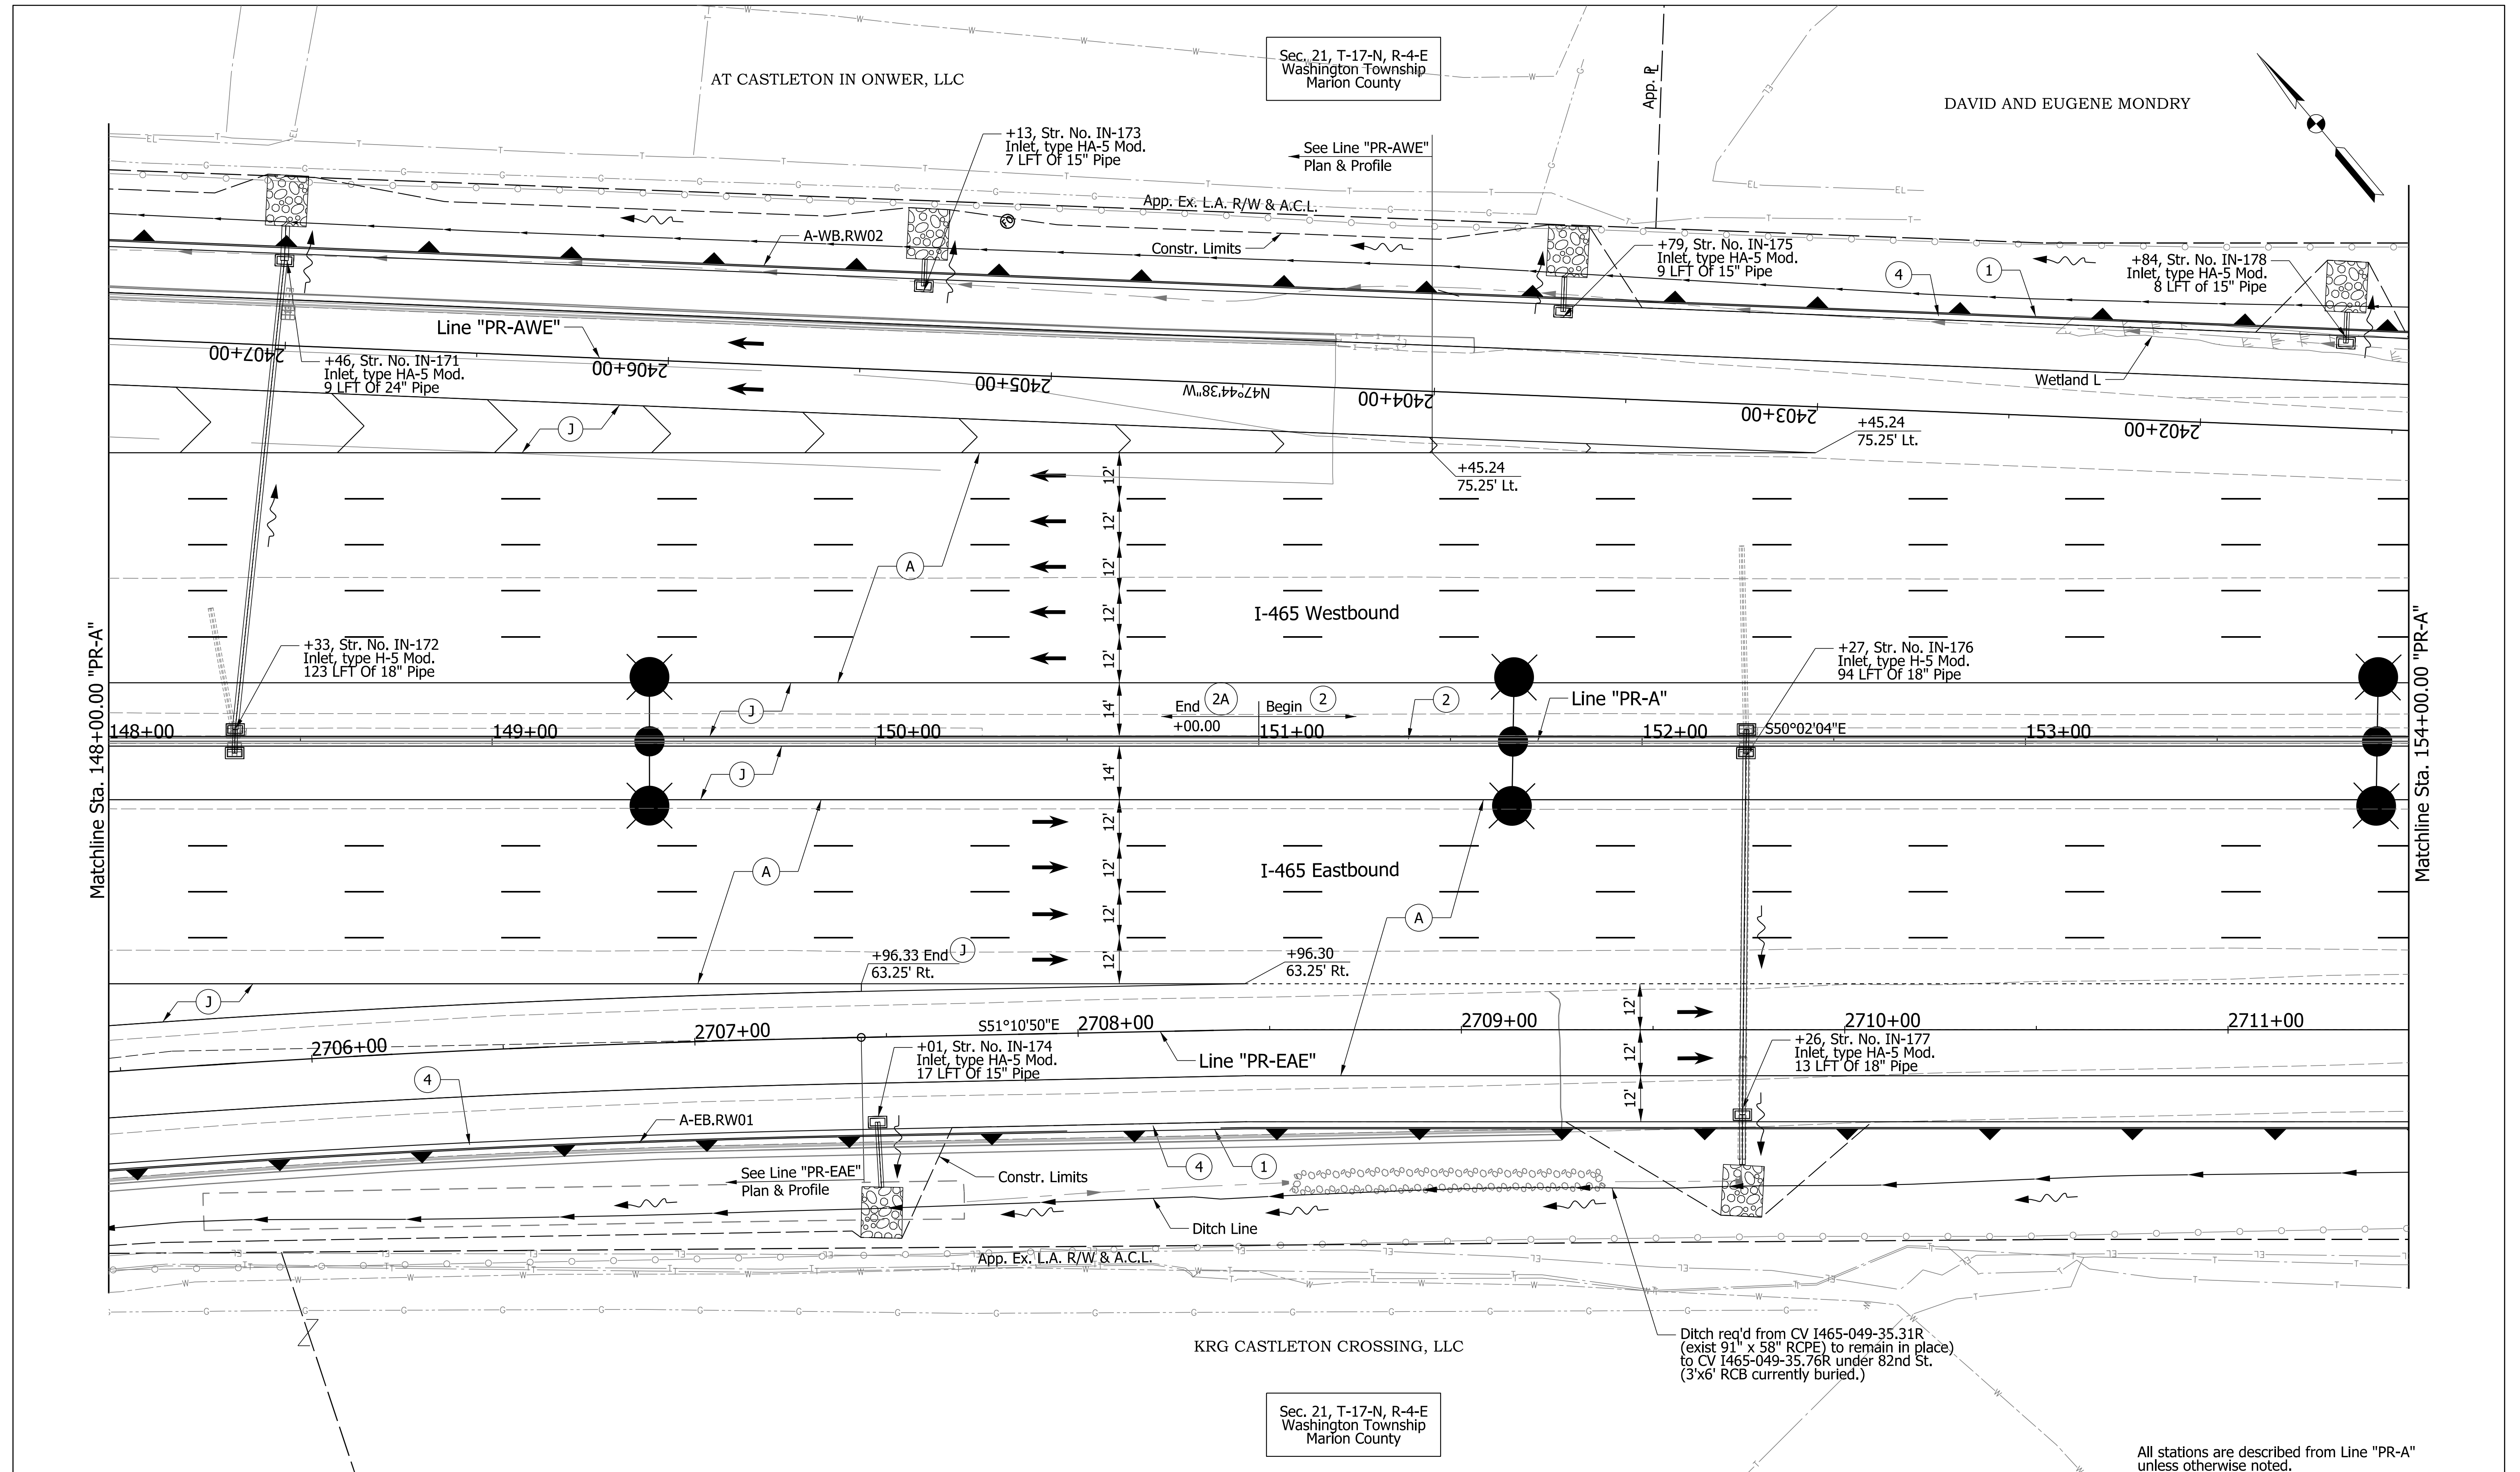 AT CASTLETON IN ONWER, LLC
Sec. 21, T-17-N, R-4-E
Washington Township
Marion County
App. PL
DAVID AND EUGENE MONDRY
+13, Str. No. IN-173
Inlet, type HA-5 Mod.
7 LFT Of 15" Pipe
See Line "PR-AWE"
Plan & Profile
App. Ex. L.A. R/W & A.C.L.
A-WB.RW02
Constr. Limits
+79, Str. No. IN-175
Inlet, type HA-5 Mod.
9 LFT Of 15" Pipe
4
1
+84, Str. No. IN-178
Inlet, type HA-5 Mod.
8 LFT of 15" Pipe
Line "PR-AWE"
2407+00
2406+00
2405+00
N47°44'38"W
2404+00
2403+00
2402+00
+46, Str. No. IN-171
Inlet, type HA-5 Mod.
9 LFT Of 24" Pipe
Wetland L
J
+45.24
75.25' Lt.
+45.24
75.25' Lt.
12'
12'
12'
12'
12'
14'
A
I-465 Westbound
Matchline Sta. 148+00.00 "PR-A"
Matchline Sta. 154+00.00 "PR-A"
+33, Str. No. IN-172
Inlet, type H-5 Mod.
123 LFT Of 18" Pipe
+27, Str. No. IN-176
Inlet, type H-5 Mod.
94 LFT Of 18" Pipe
J
End 2A
Begin 2
+00.00
2
Line "PR-A"
148+00
149+00
150+00
151+00
152+00
S50°02'04"E
153+00
J
14'
12'
12'
12'
12'
A
I-465 Eastbound
A
+96.33 End J
63.25' Rt.
+96.30
63.25' Rt.
J
12'
12'
12'
2706+00
2707+00
S51°10'50"E
2708+00
2709+00
2710+00
2711+00
+01, Str. No. IN-174
Inlet, type HA-5 Mod.
17 LFT Of 15" Pipe
Line "PR-EAE"
+26, Str. No. IN-177
Inlet, type HA-5 Mod.
13 LFT Of 18" Pipe
4
A-EB.RW01
See Line "PR-EAE"
Plan & Profile
Constr. Limits
4
1
Ditch Line
App. Ex. L.A. R/W & A.C.L.
KRG CASTLETON CROSSING, LLC
Ditch req'd from CV I465-049-35.31R
(exist 91" x 58" RCPE) to remain in place)
to CV I465-049-35.76R under 82nd St.
(3'x6' RCB currently buried.)
Sec. 21, T-17-N, R-4-E
Washington Township
Marion County
All stations are described from Line "PR-A"
unless otherwise noted.